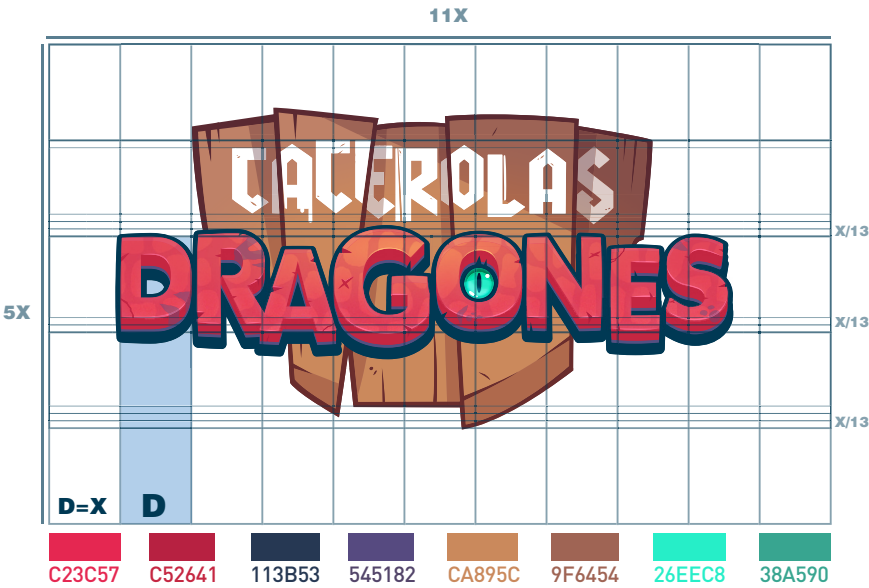 11X
CACEROLAS
X/13
DRAGONES
5X
X/13
X/13
D=X
D
C23C57
C52641
113B53
545182
CA895C
9F6454
26EEC8
38A590